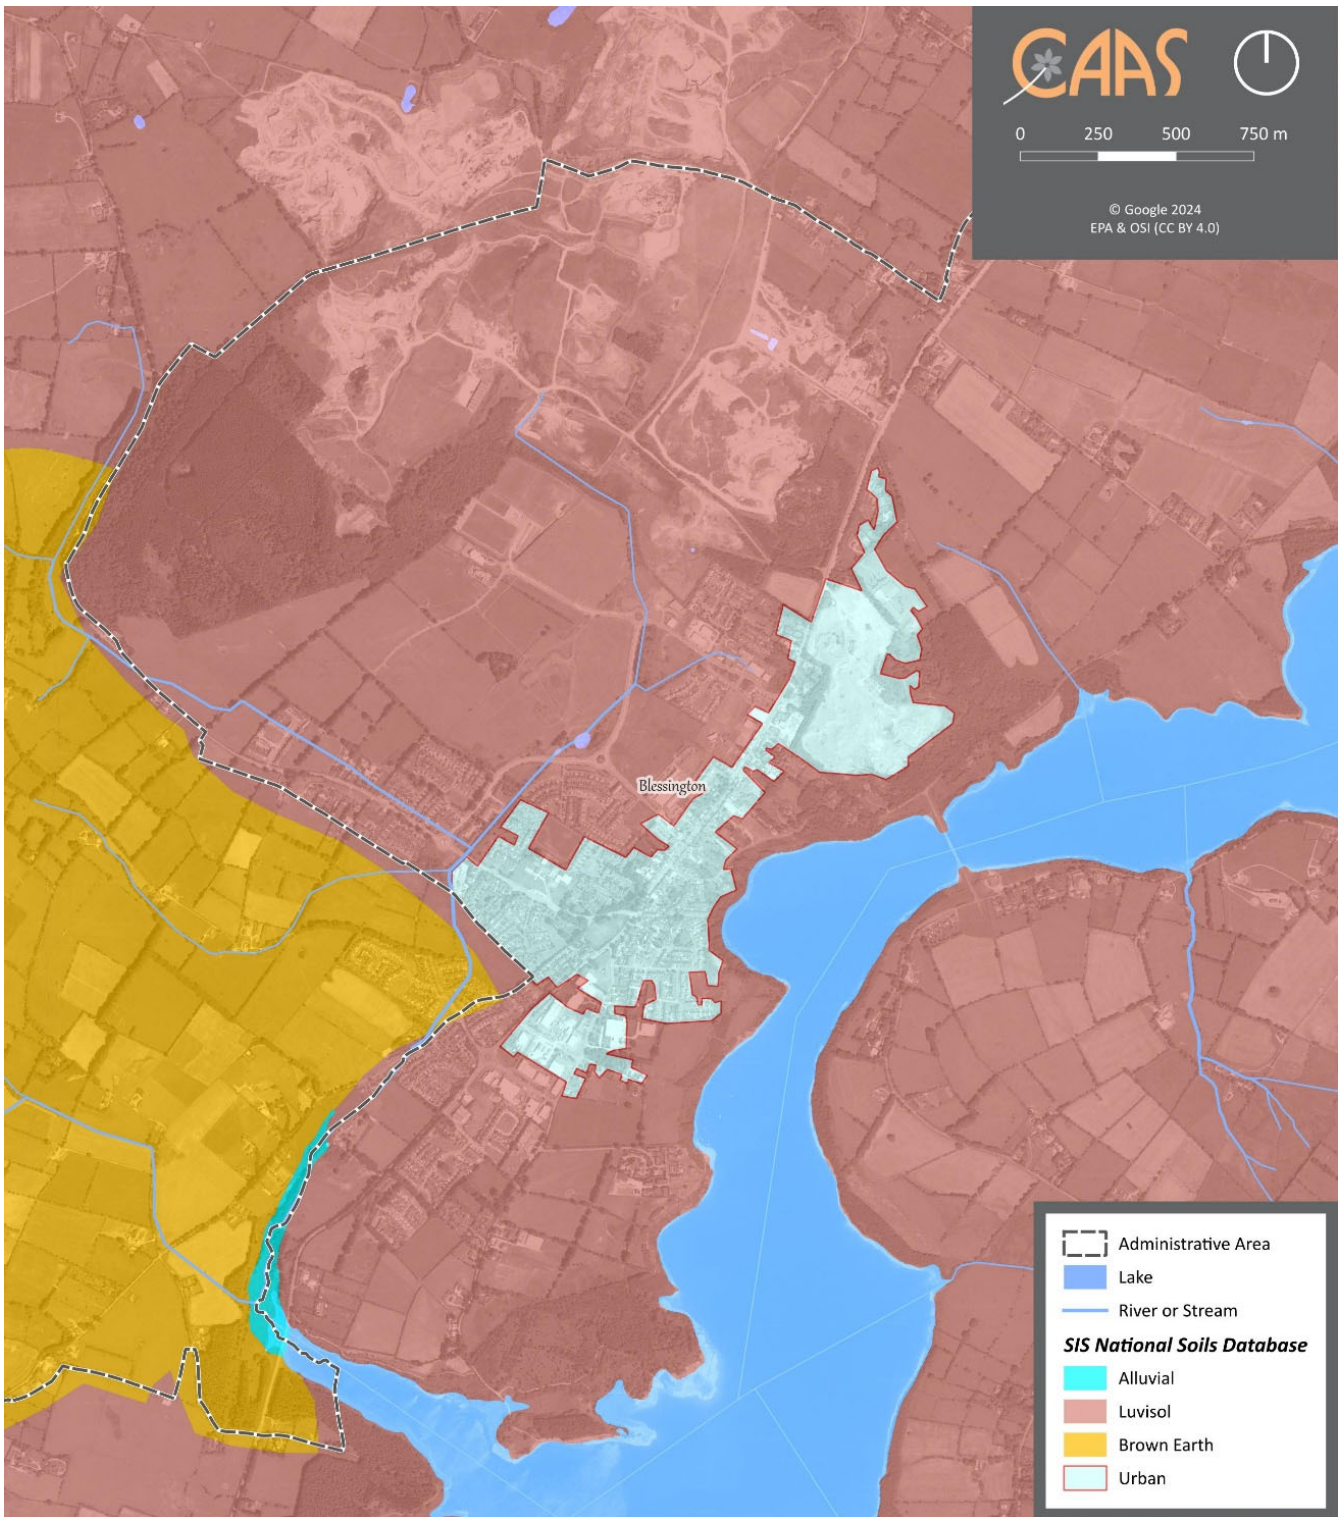 CAAS
0 250 500 750 m
© Google 2024
EPA & OSI (CC BY 4.0)
Blessington
Administrative Area
Lake
River or Stream
SIS National Soils Database
Alluvial
Luvisol
Brown Earth
Urban